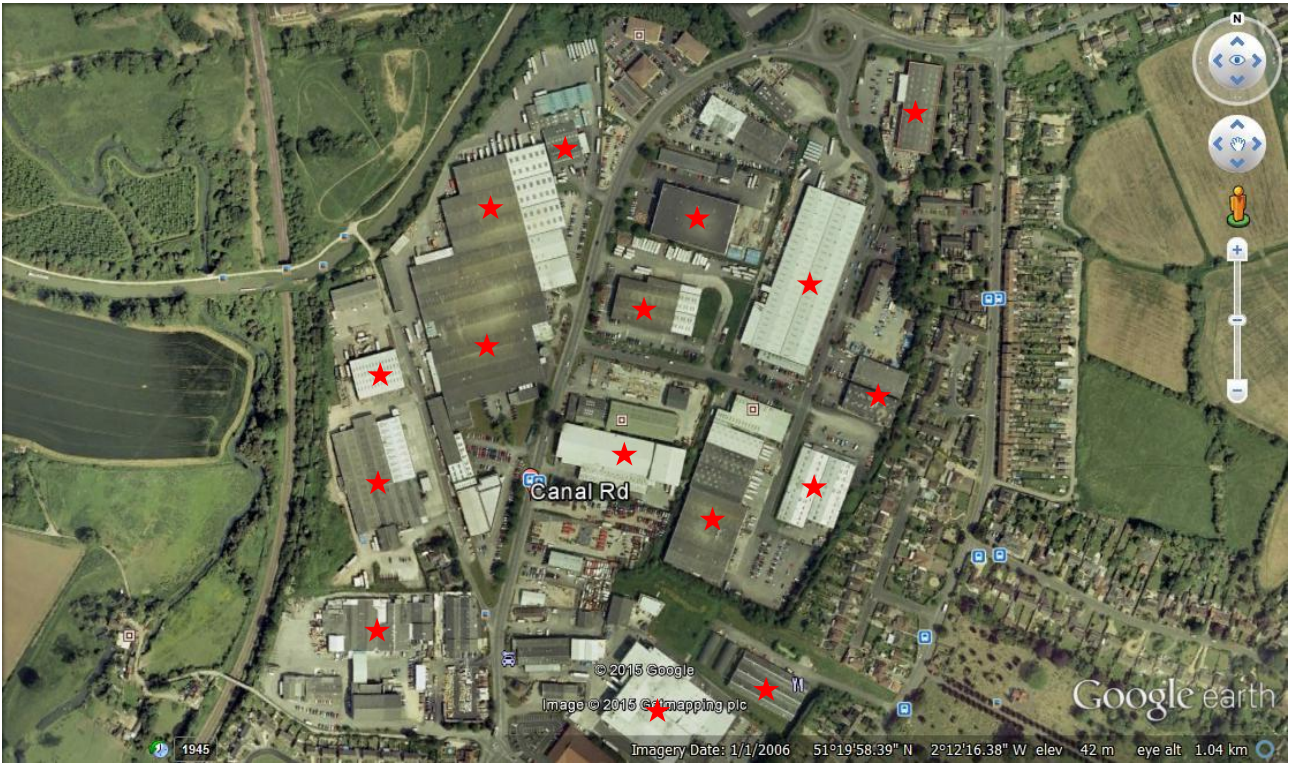 N
Canal Rd
© 2015 Google
Image © 2015 Getmapping plc
Google earth
1945
Imagery Date: 1/1/2006 51°19'58.39" N 2°12'16.38" W elev 42 m eye alt 1.04 km